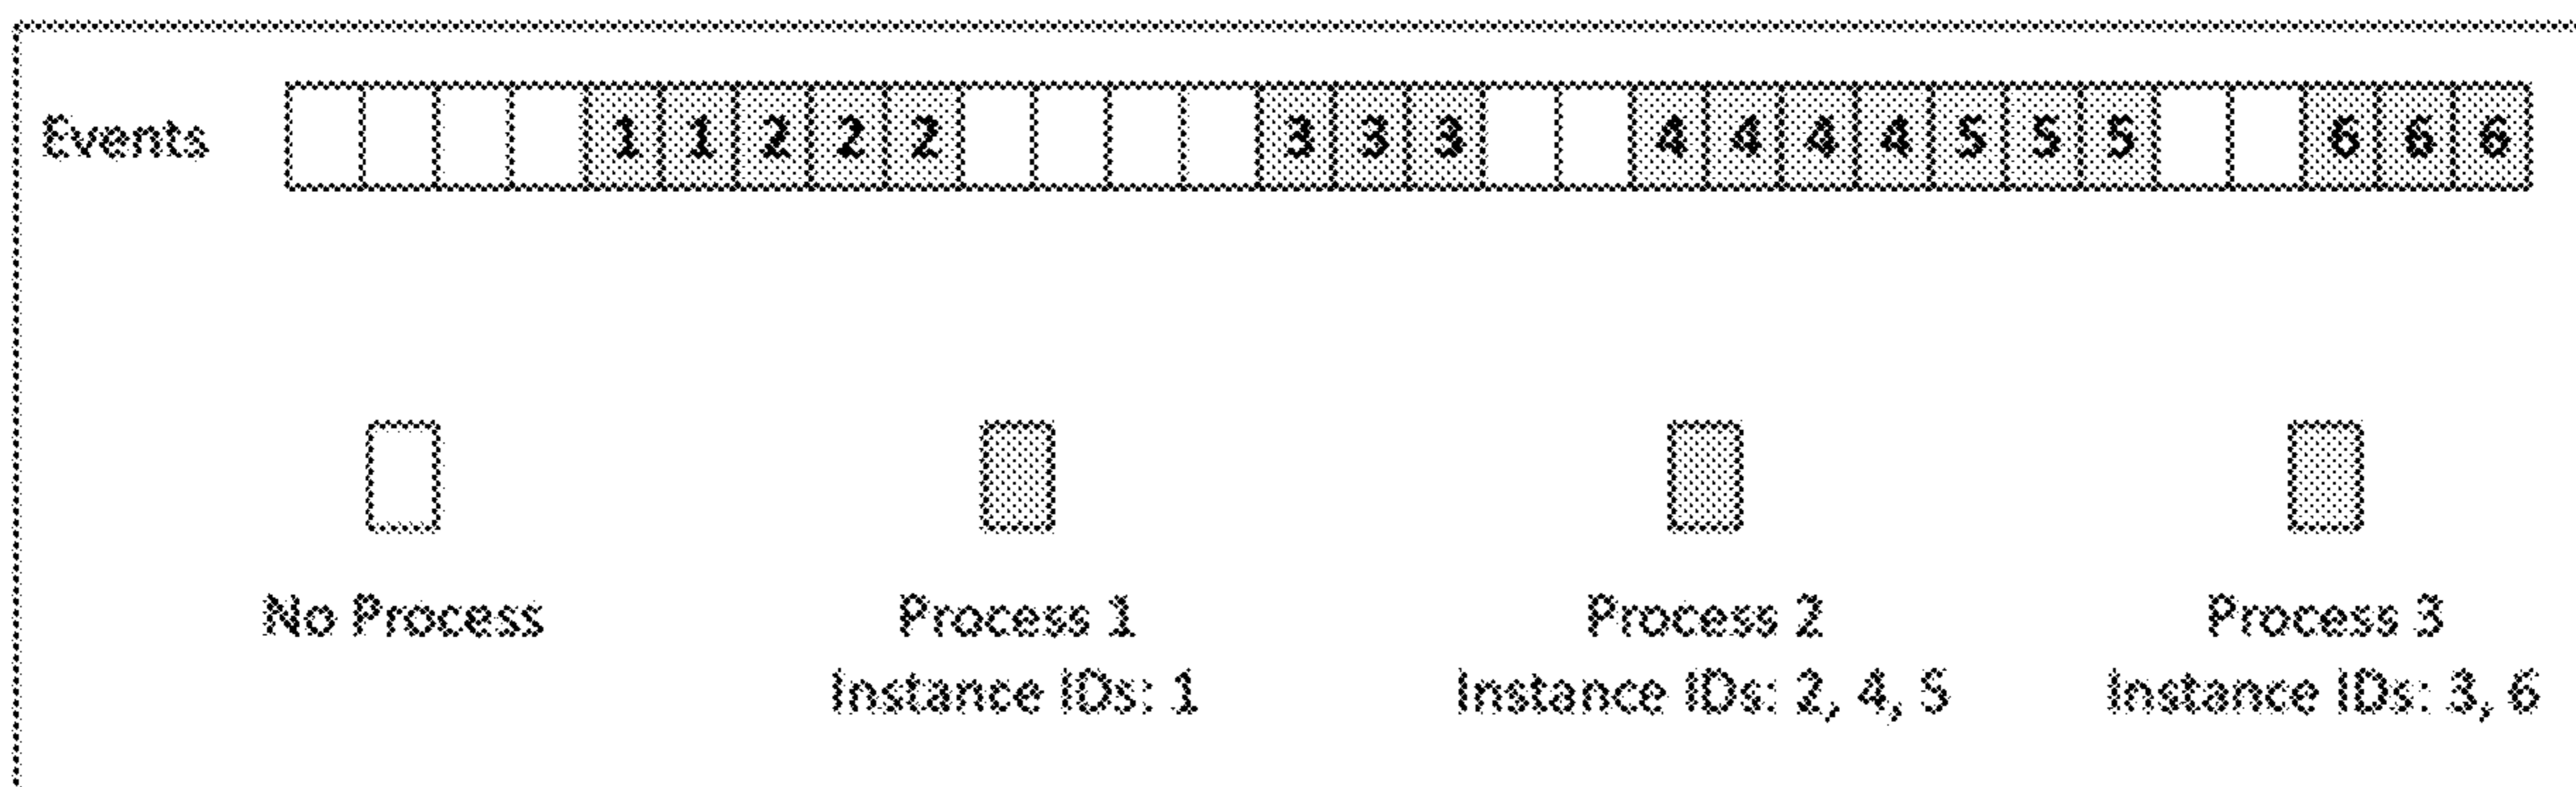 Events 1 1 2 2 2 3 3 3 4 4 4 4 5 5 5 6 6 6
No Process Process 1 Process 2 Process 3
Instance IDs: 1 Instance IDs: 2, 4, 5 Instance IDs: 3, 6